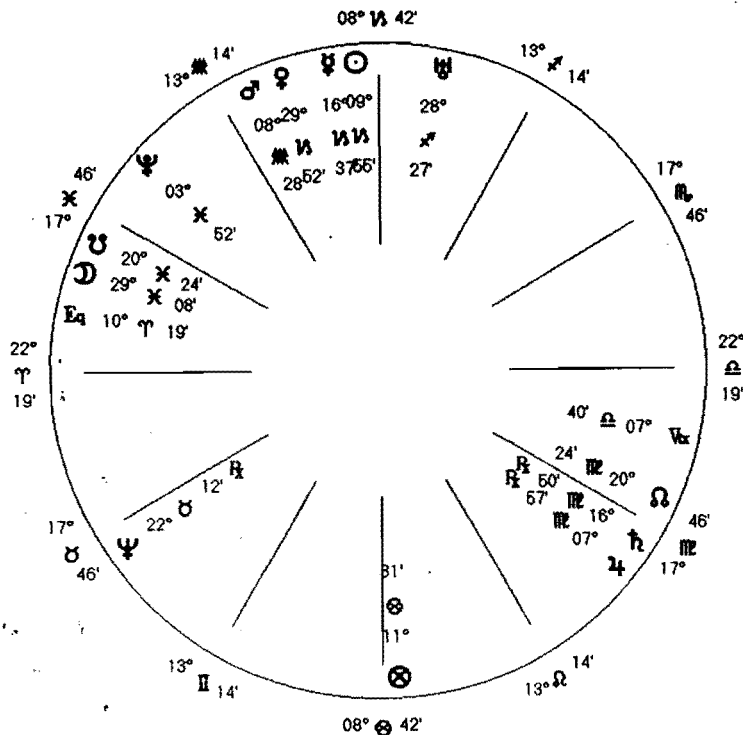 08° ♑ 42'
13° ♒ 14'
13° ♐ 14'
♂ ♀ ☿ ☉ ♅
08° 29° 16° 09° 28°
♒ ♑ ♑ ♑ ♐
28' 52' 37' 55' 27'
46' ♓ 17°
♇ 03° ♓ 52'
17° ♏ 46'
☋ 20° ♓ 24'
☽ 29° ♓ 08'
Eq 10° ♈ 19'
22° ♈ 19'
22° ♎ 19'
40' ♎ 07° Vtx
24' ♍ 20° ☊
℞ 50' ♍ 16° ♄
℞ 57' ♍ 07° ♃
46' ♍ 17°
℞ 12' ♉ 22° ♆
17° ♉ 46'
31'
⊗
11°
⊗
13° ♊ 14'
13° ♌ 14'
08° ⊗ 42'